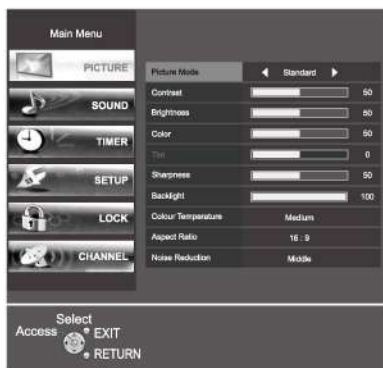 Main Menu
PICTURE
SOUND
TIMER
SETUP
LOCK
CHANNEL
Picture Mode Standard
Contrast 50
Brightness 50
Color 50
Tint 0
Sharpness 50
Backlight 100
Colour Temperature Medium
Aspect Ratio 16 : 9
Noise Reduction Middle
Select
Access EXIT
RETURN